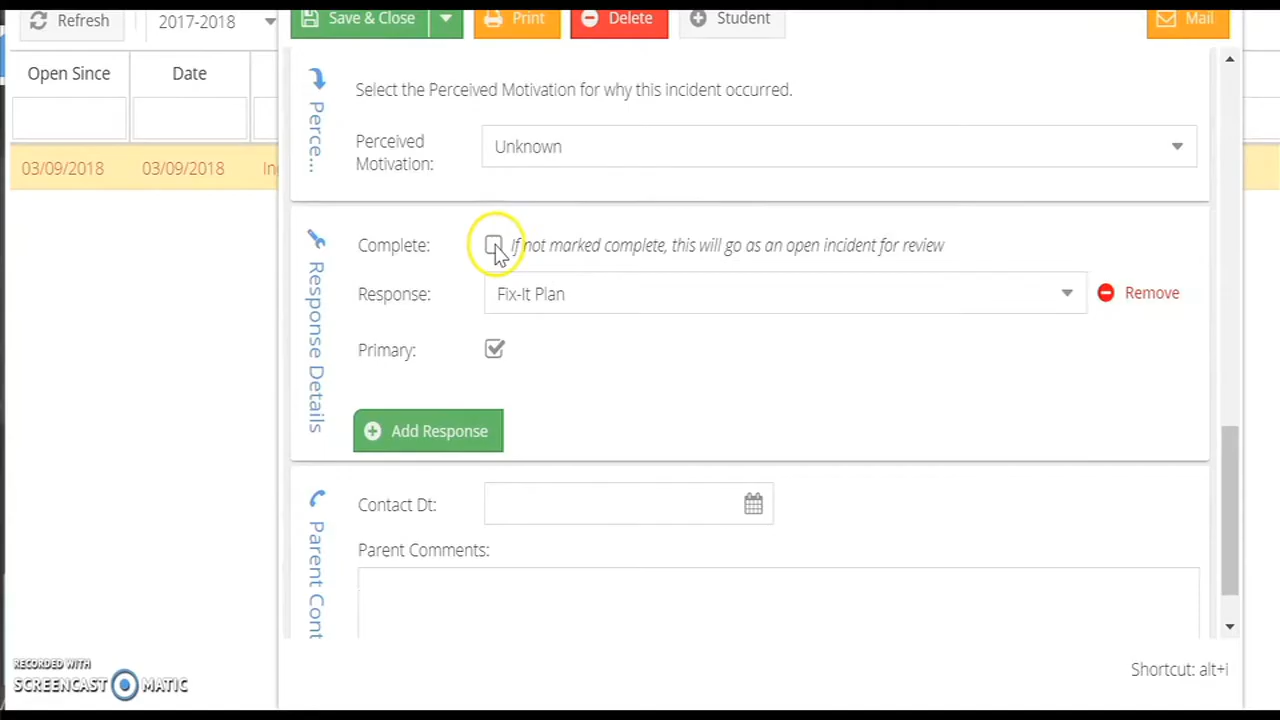 Refresh
2017-2018
Save & Close
Print
Delete
Student
Mail
Open Since
Date
03/09/2018
03/09/2018
Perce...
Select the Perceived Motivation for why this incident occurred.
Perceived
Motivation:
Unknown
Response Details
Complete:
If not marked complete, this will go as an open incident for review
Response:
Fix-It Plan
Remove
Primary:
Add Response
Parent Cont
Contact Dt:
Parent Comments:
Shortcut: alt+i
RECORDED WITH
SCREENCAST MATIC